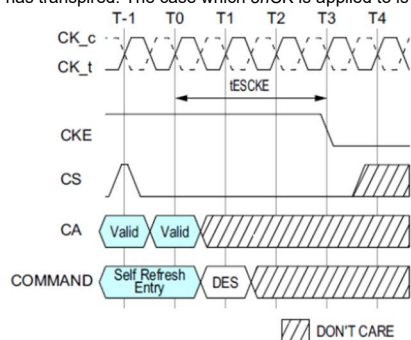 has transpired. The case which 3nCK is applied to is
T-1 T0 T1 T2 T3 T4
CK_c
CK_t
tESCKE
CKE
CS
CA Valid Valid
COMMAND Self Refresh Entry DES
DON'T CARE